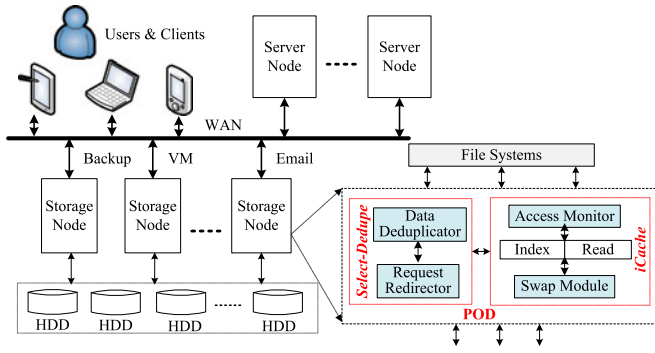 Users & Clients
Server
Node
Server
Node
WAN
Backup
VM
Email
File Systems
Storage
Node
Storage
Node
Storage
Node
Select-Dedupe
Data
Deduplicator
Request
Redirector
Access Monitor
Index
Read
Swap Module
iCache
POD
HDD
HDD
HDD
HDD